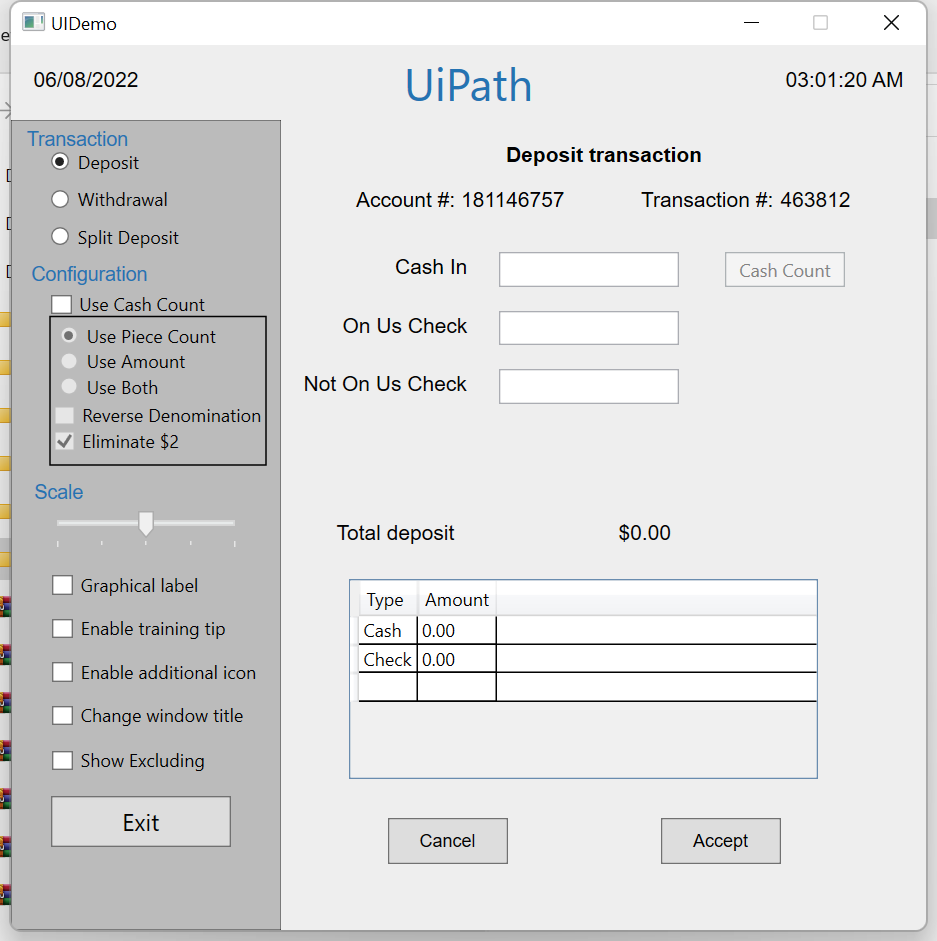 UIDemo
06/08/2022
UiPath
03:01:20 AM
Transaction
Deposit
Withdrawal
Split Deposit
Configuration
Use Cash Count
Use Piece Count
Use Amount
Use Both
Reverse Denomination
Eliminate $2
Scale
Graphical label
Enable training tip
Enable additional icon
Change window title
Show Excluding
Exit
Deposit transaction
Account #: 181146757 Transaction #: 463812
Cash In
Cash Count
On Us Check
Not On Us Check
Total deposit $0.00
Type Amount
Cash 0.00
Check 0.00
Cancel Accept